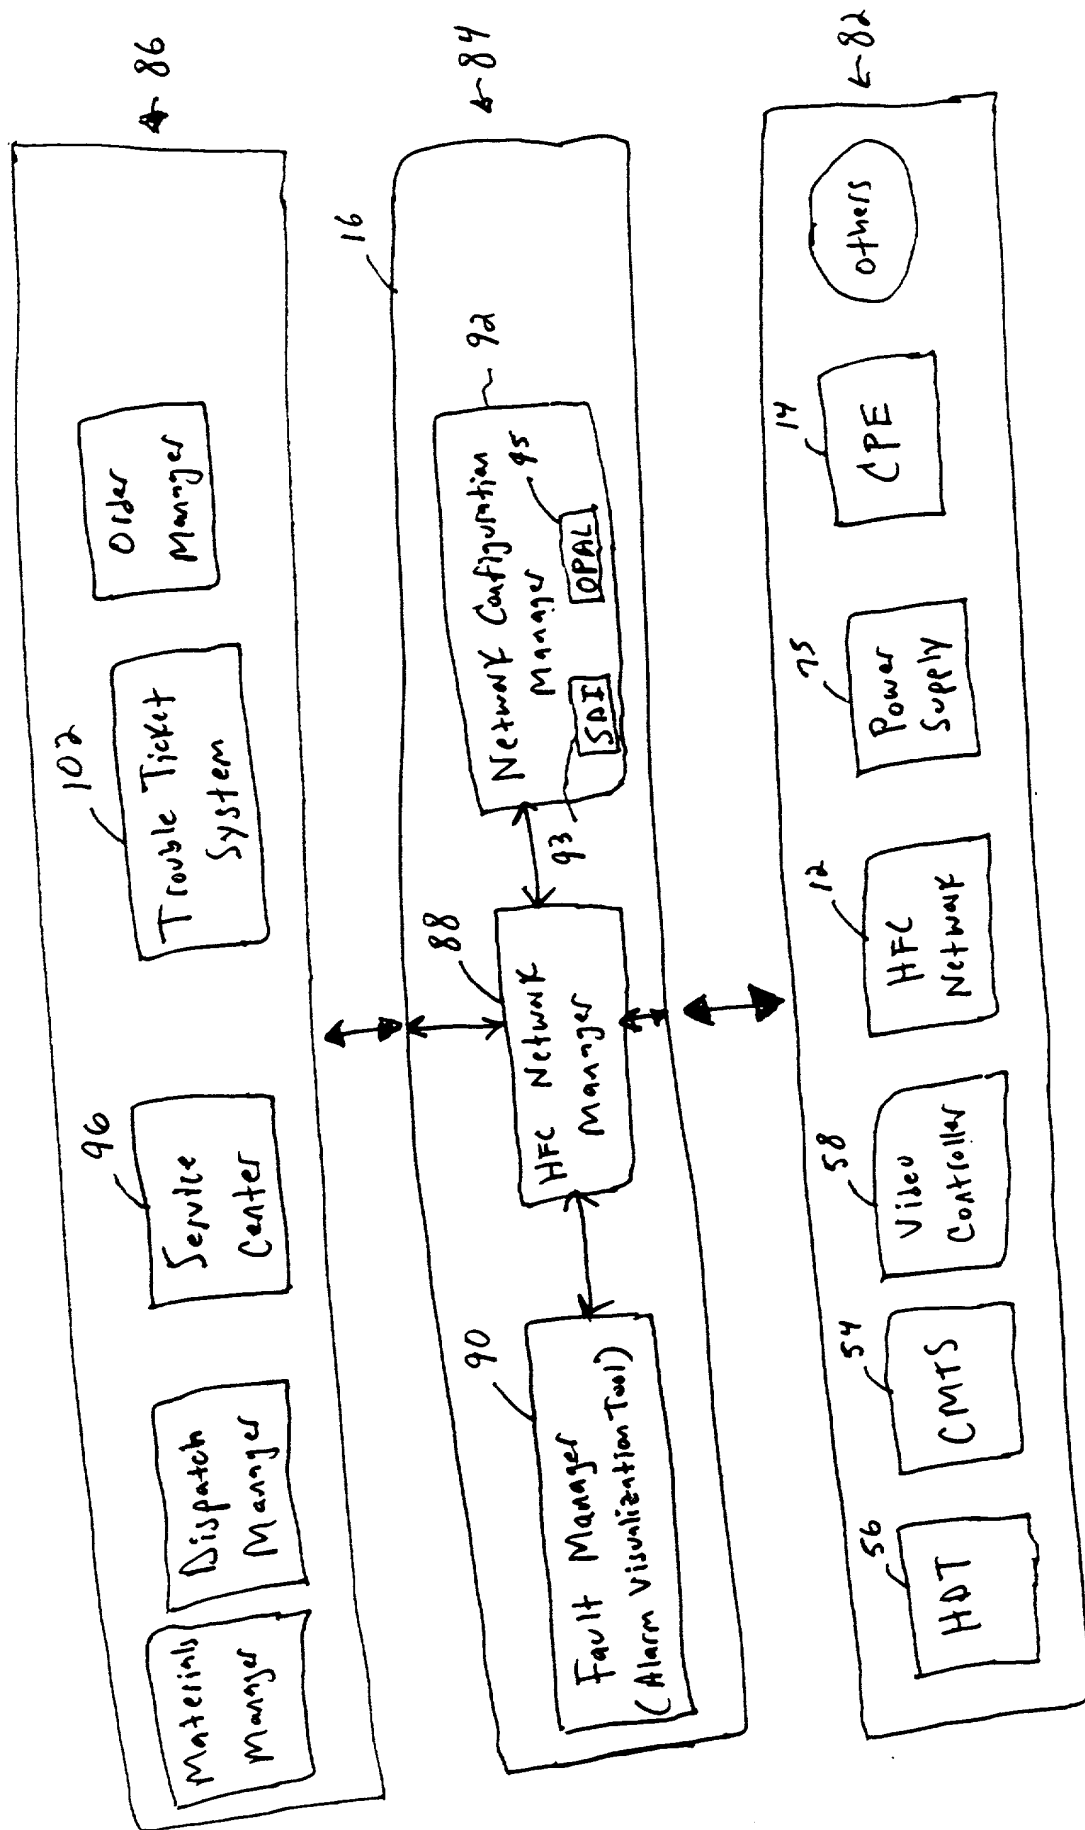 ← 86
Materials
Manager
Dispatch
Manager
96
Service
Center
102
Trouble Ticket
System
Order
Manager
← 84
16
90
Fault Manager
(Alarm Visualization Tool)
88
HFC Network
Manager
92
Network Configuration
Manager
93
SAI
95
OPAL
← 82
56
HDT
54
CMTS
58
Video
Controller
12
HFC
Network
75
Power
Supply
14
CPE
Others